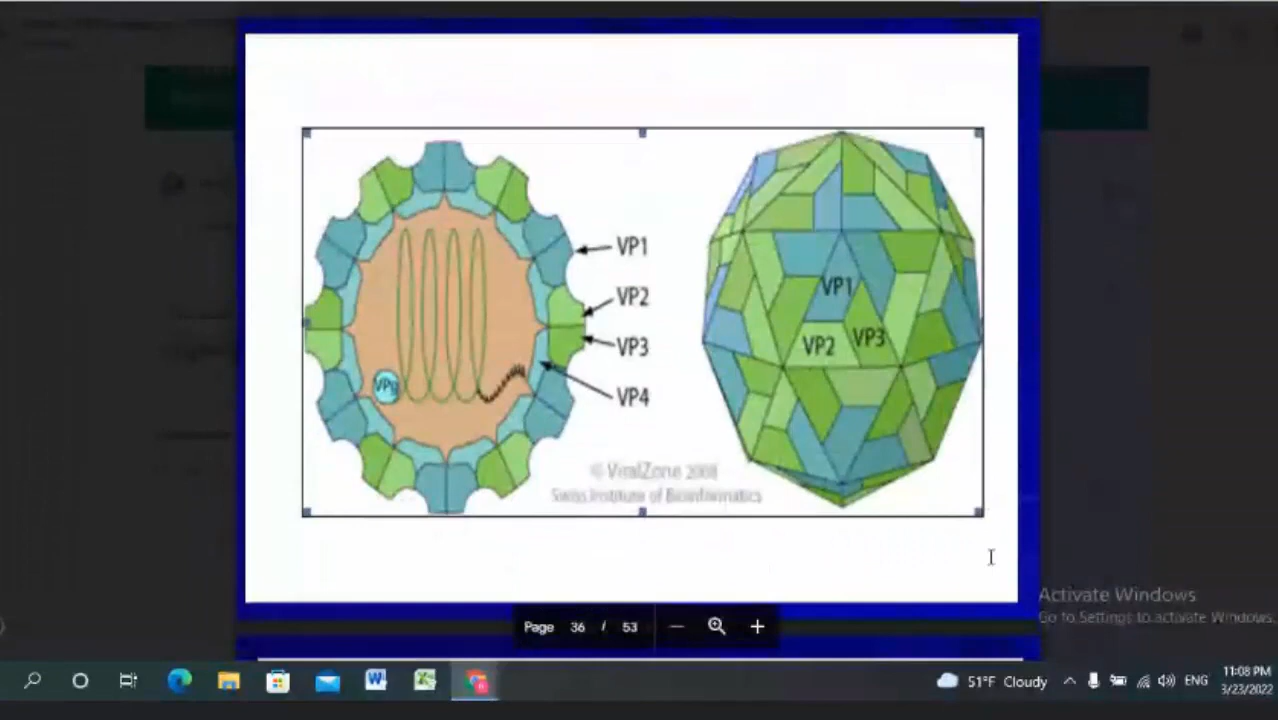 VP1
VP2
VP3
VP4
VPg
© ViralZone 2008
Swiss Institute of Bioinformatics
VP1
VP2
VP3
Activate Windows
Go to Settings to activate Windows.
Page 36 / 53
51°F Cloudy
ENG
11:08 PM
3/23/2022